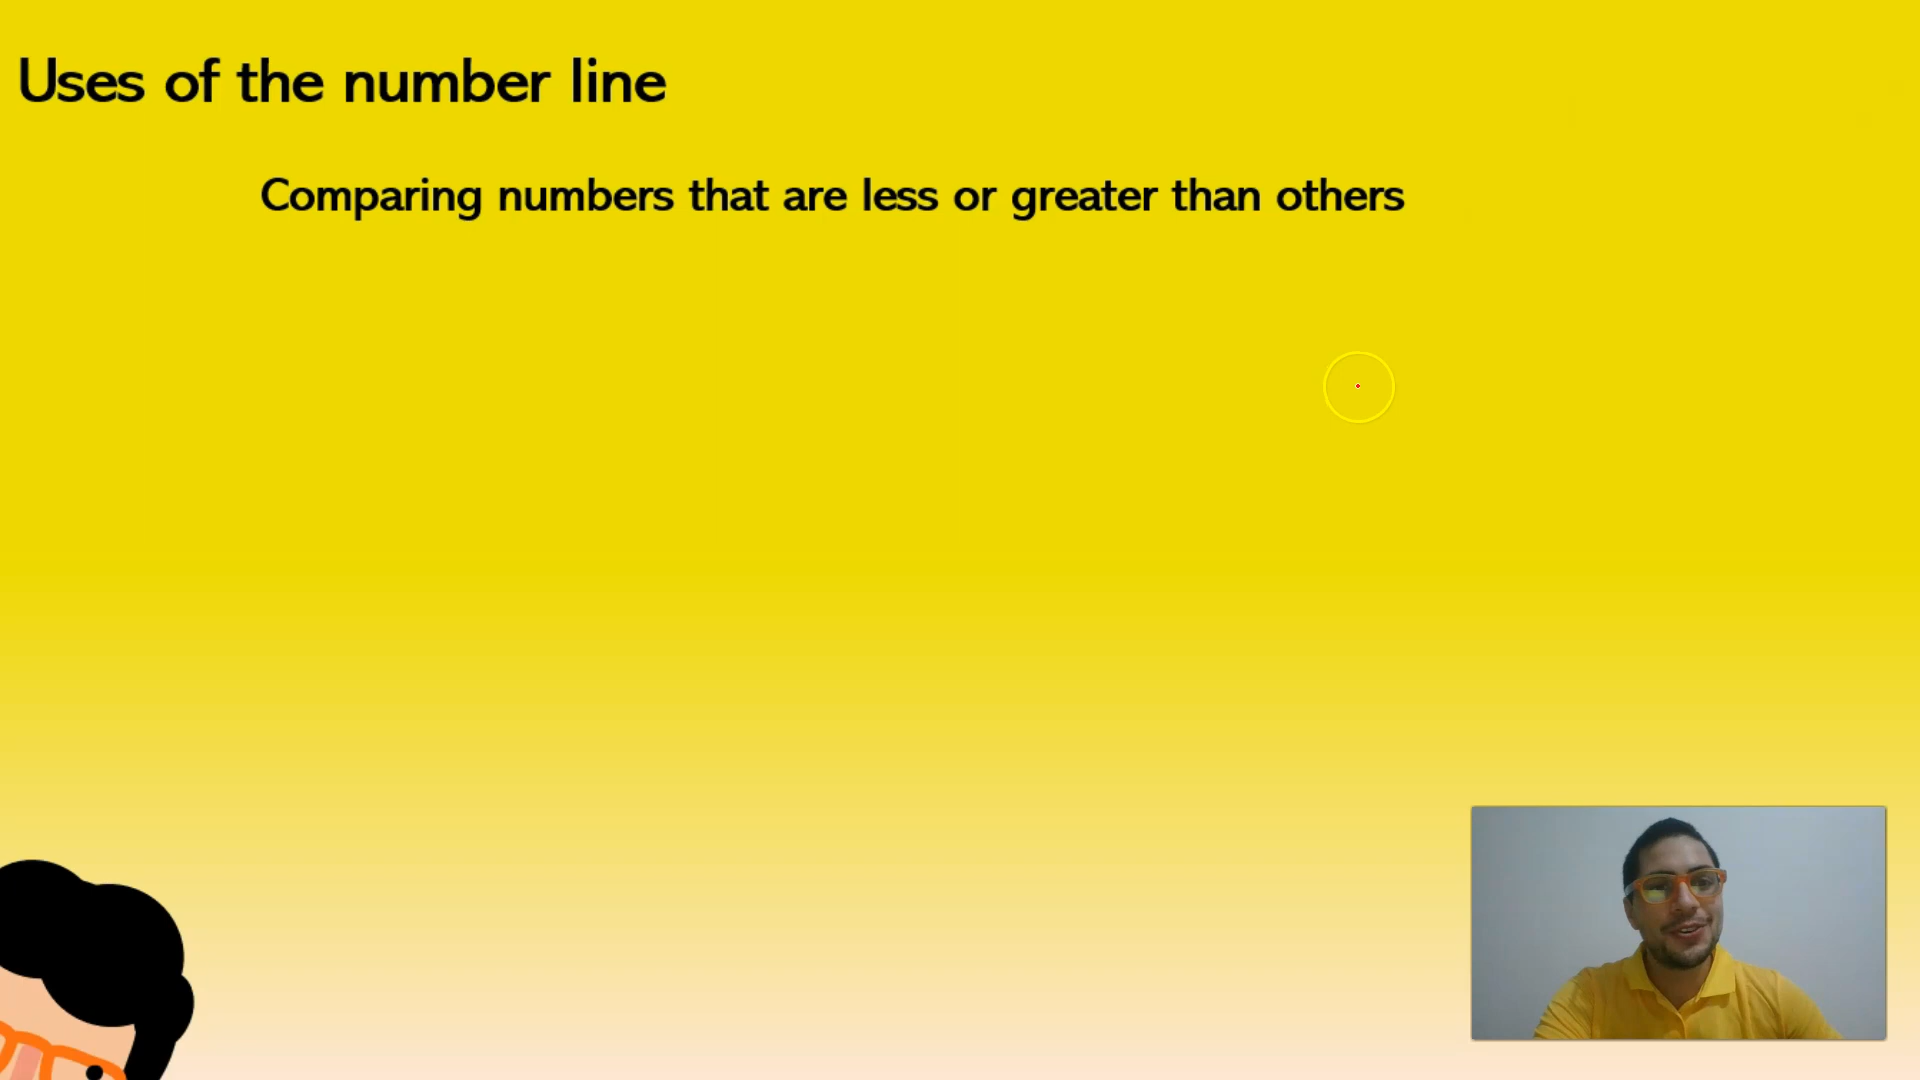 Uses of the number line
Comparing numbers that are less or greater than others